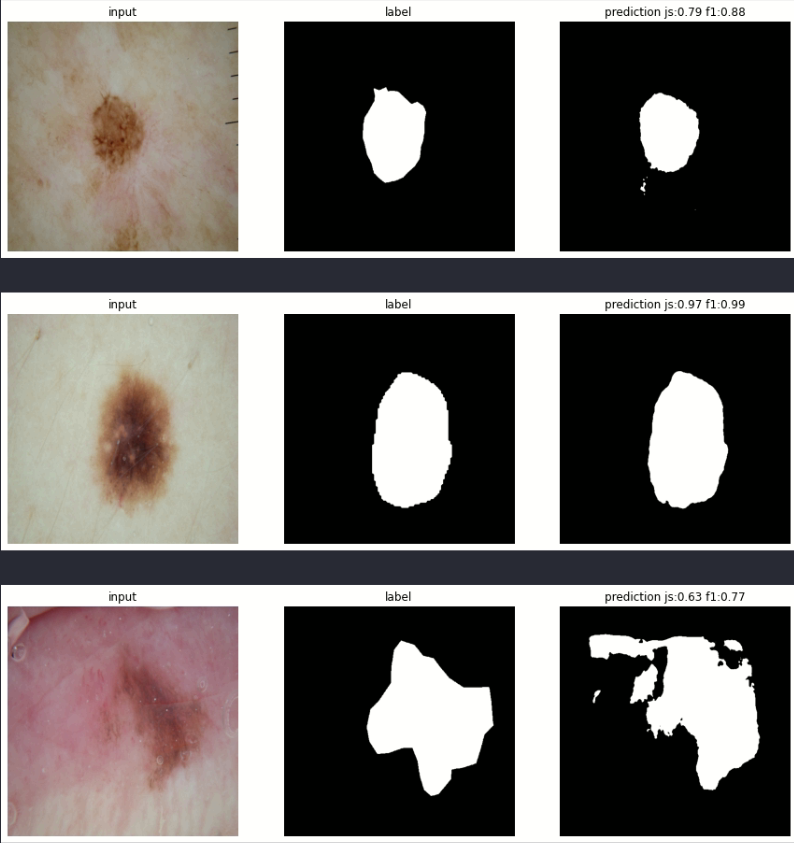 input label prediction js:0.79 f1:0.88
input label prediction js:0.97 f1:0.99
input label prediction js:0.63 f1:0.77